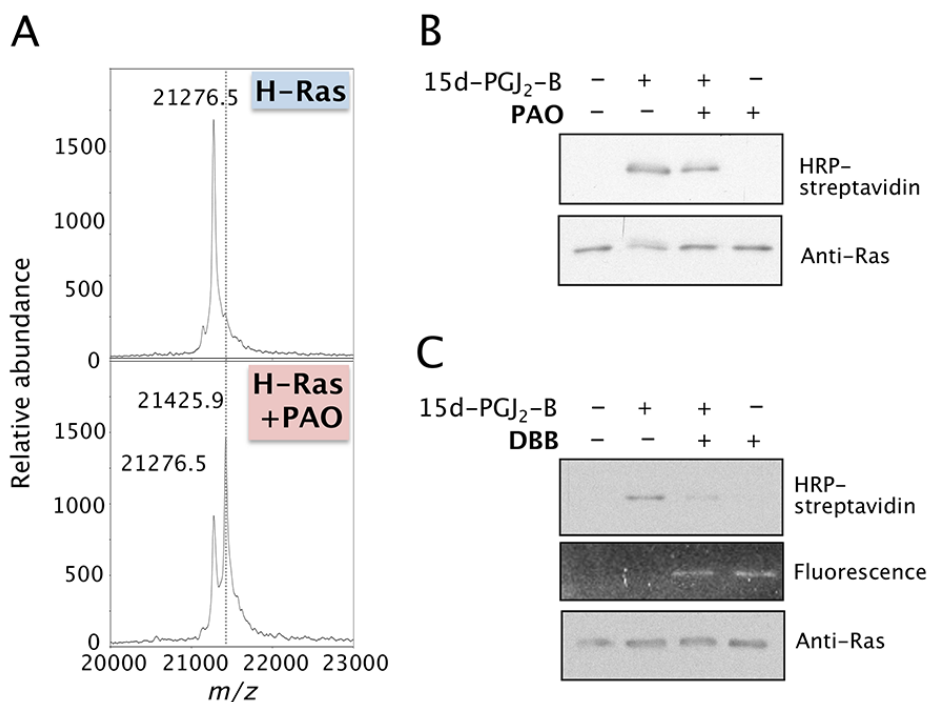 A
Relative abundance
21276.5
H-Ras
1500
1000
500
0
H-Ras
+PAO
21425.9
21276.5
1500
1000
500
0
20000 21000 22000 23000
m/z
B
15d-PGJ₂-B – + + –
PAO – – + +
HRP-
streptavidin
Anti-Ras
C
15d-PGJ₂-B – + + –
DBB – – + +
HRP-
streptavidin
Fluorescence
Anti-Ras